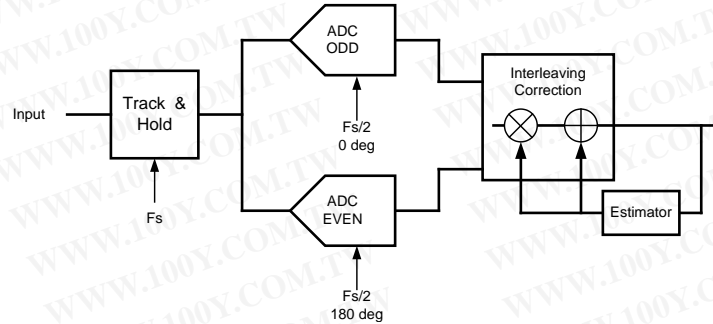 ADC
ODD
Interleaving
Correction
Track &
Hold
Input
Fs/2
0 deg
ADC
EVEN
Estimator
Fs
Fs/2
180 deg
WWW.100Y.COM.TW